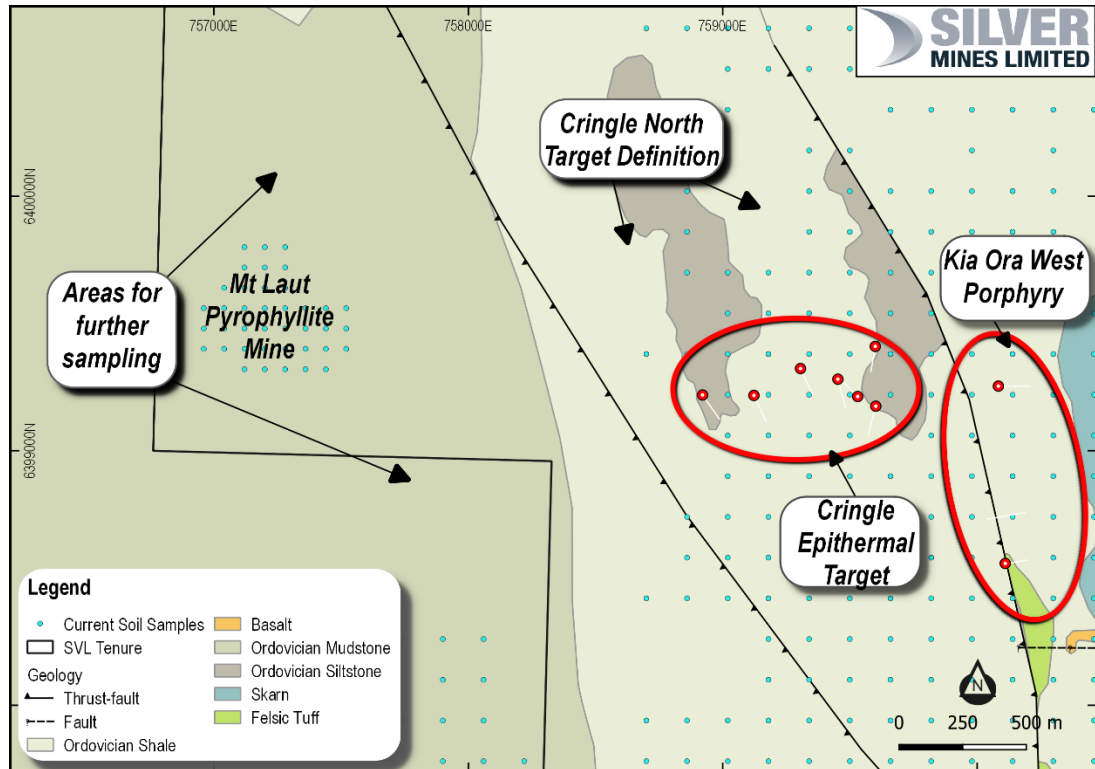 757000E
758000E
759000E
SILVER
MINES LIMITED
Cringle North
Target Definition
6400000N
Kia Ora West
Porphyry
Areas for
further
sampling
Mt Laut
Pyrophyllite
Mine
6399000N
Cringle
Epithermal
Target
Legend
Current Soil Samples
SVL Tenure
Geology
Thrust-fault
Fault
Ordovician Shale
Basalt
Ordovician Mudstone
Ordovician Siltstone
Skarn
Felsic Tuff
N
0 250 500 m